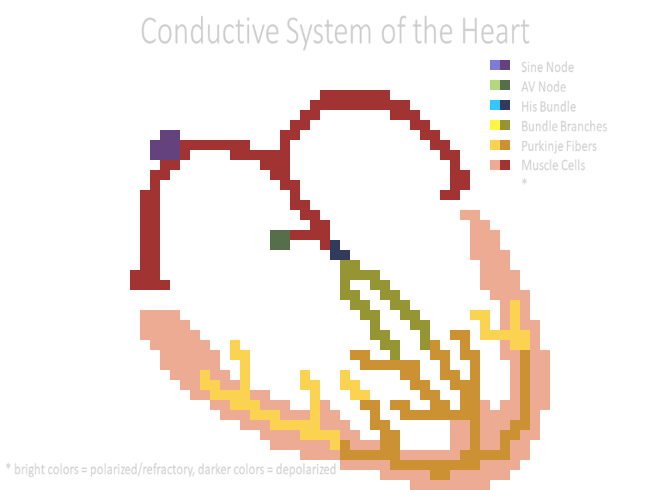 Conductive System of the Heart
Sine Node
AV Node
His Bundle
Bundle Branches
Purkinje Fibers
Muscle Cells
*
* bright colors = polarized/refractory, darker colors = depolarized